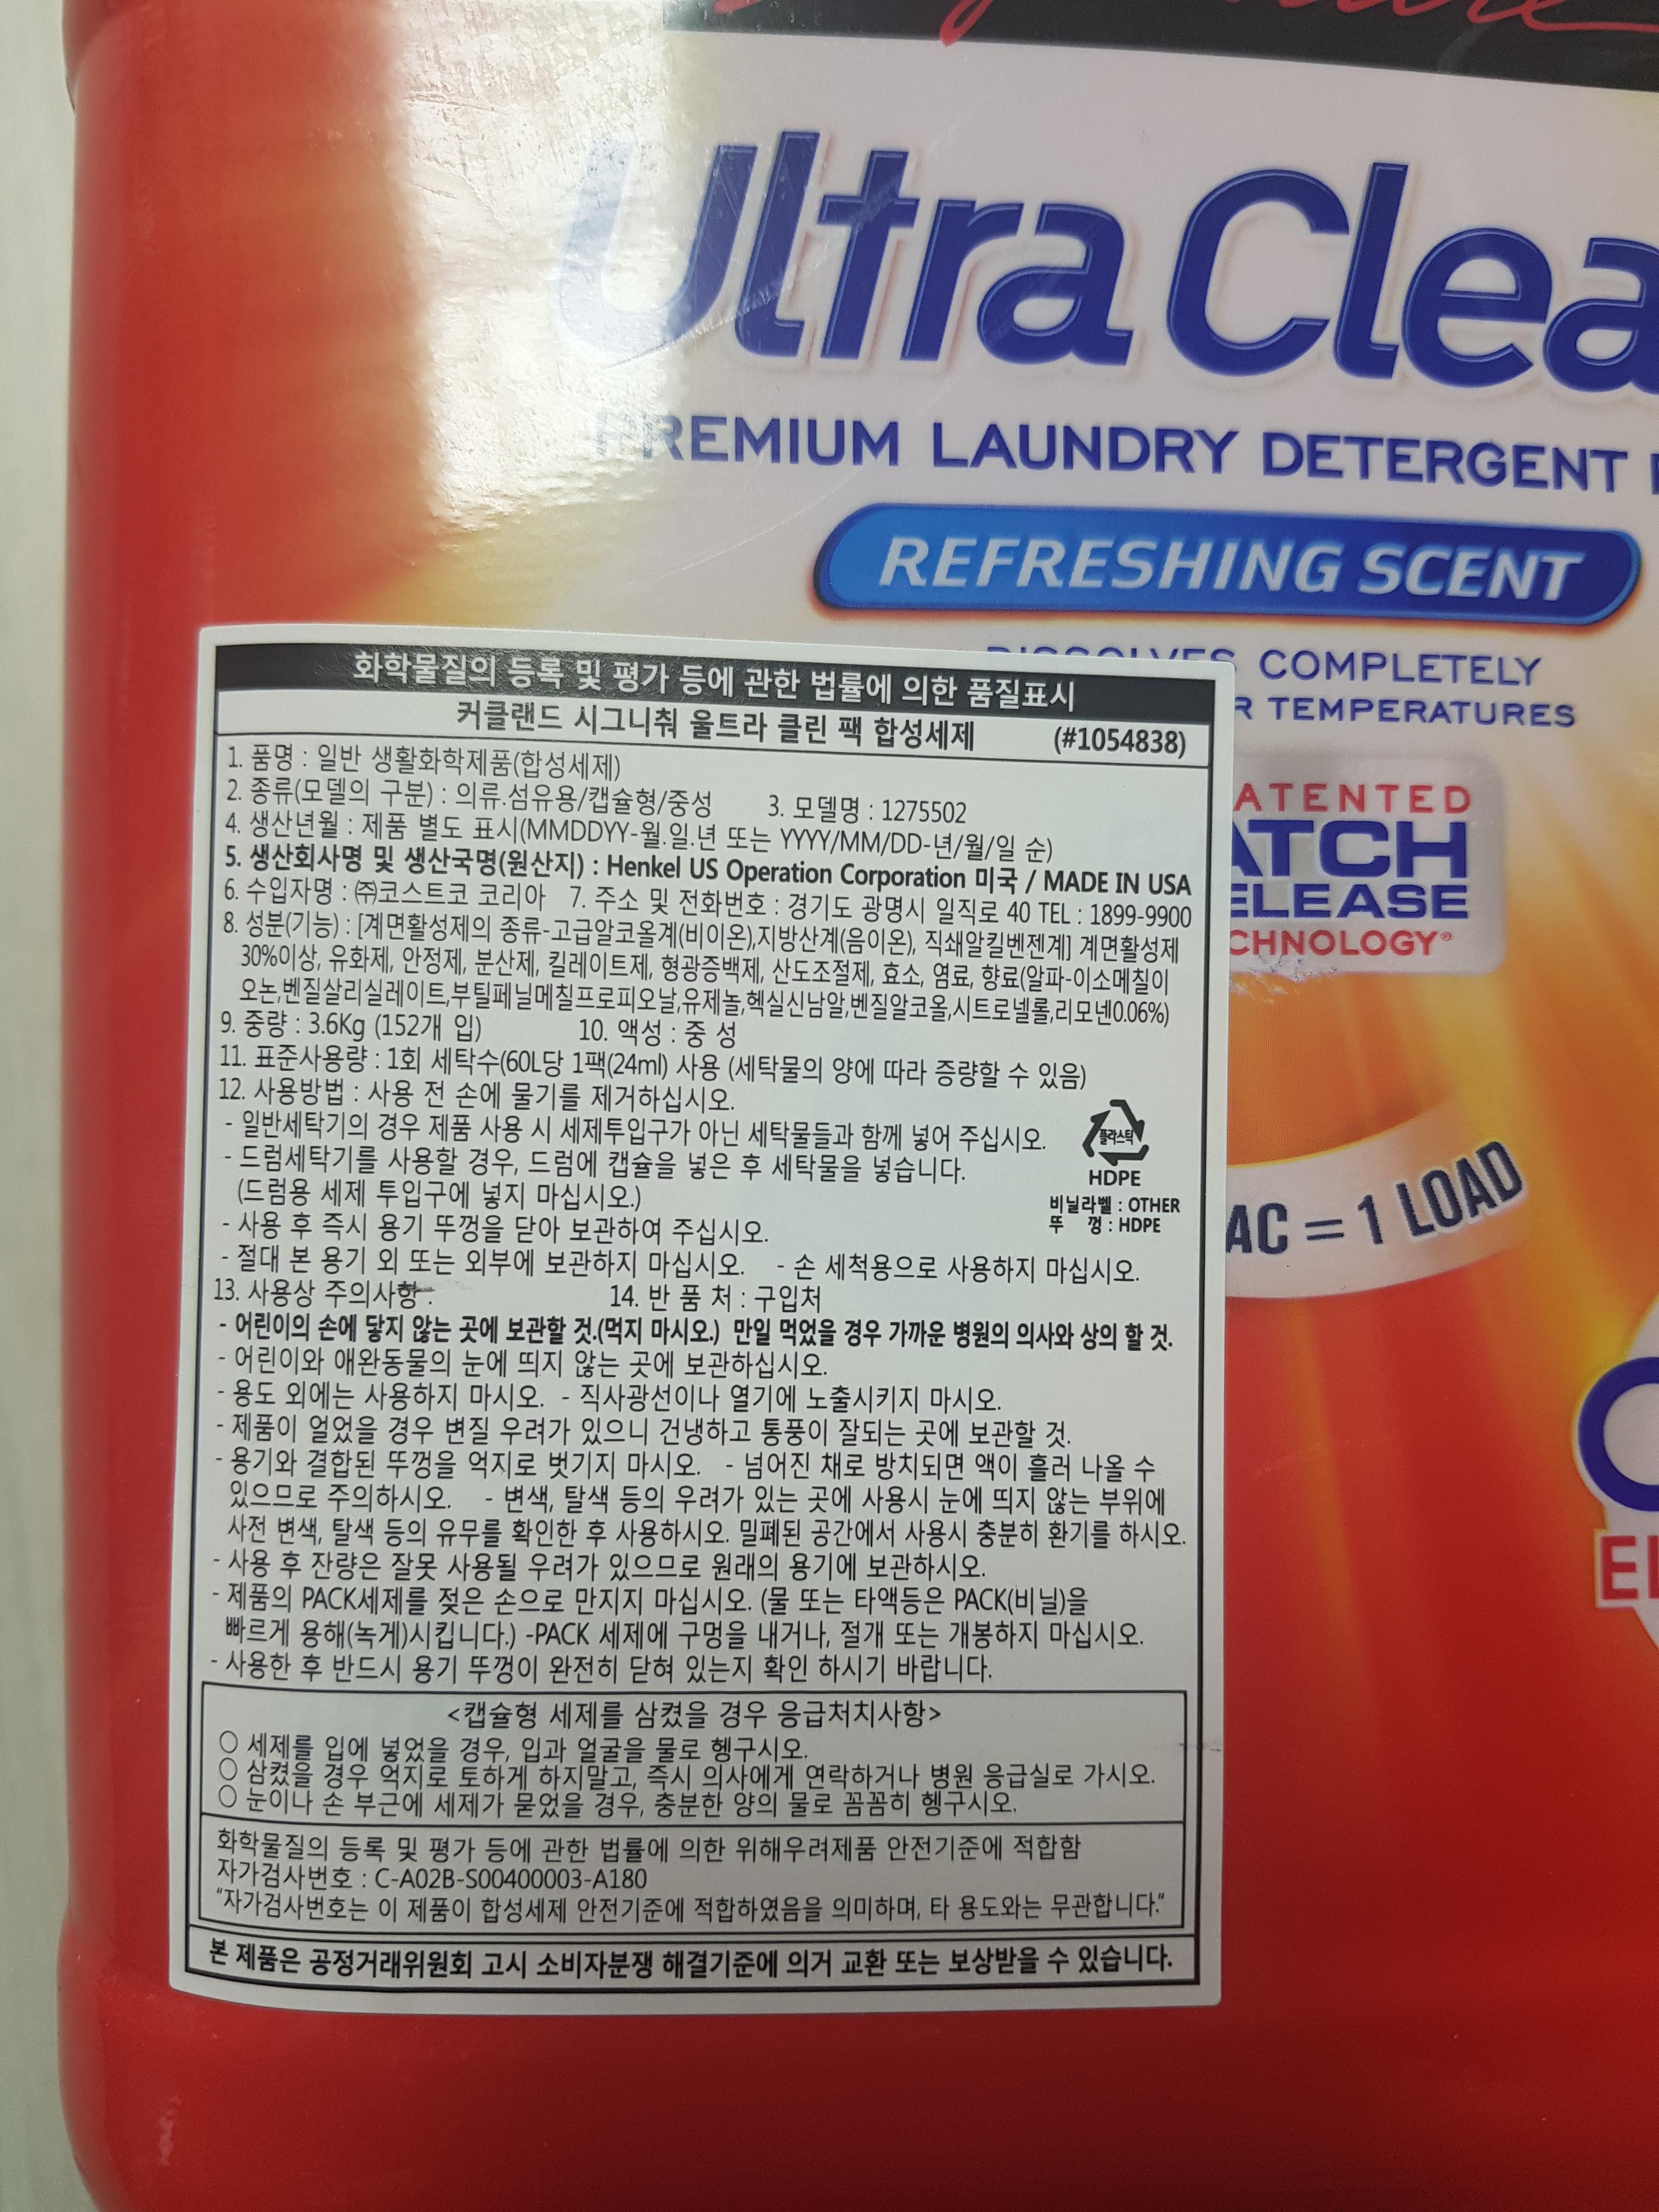 Ultra Clea
PREMIUM LAUNDRY DETERGENT
REFRESHING SCENT
DISSOLVES COMPLETELY
R TEMPERATURES
ATENTED
ATCH
ELEASE
CHNOLOGY®
AC = 1 LOAD
EL
화학물질의 등록 및 평가 등에 관한 법률에 의한 품질표시
커클랜드 시그니춰 울트라 클린 팩 합성세제 (#1054838)
1. 품명 : 일반 생활화학제품(합성세제)
2. 종류(모델의 구분) : 의류.섬유용/캡슐형/중성 3. 모델명 : 1275502
4. 생산년월 : 제품 별도 표시(MMDDYY-월.일.년 또는 YYYY/MM/DD-년/월/일 순)
5. 생산회사명 및 생산국명(원산지) : Henkel US Operation Corporation 미국 / MADE IN USA
6. 수입자명 : ㈜코스트코 코리아 7. 주소 및 전화번호 : 경기도 광명시 일직로 40 TEL : 1899-9900
8. 성분(기능) : [계면활성제의 종류-고급알코올계(비이온),지방산계(음이온), 직쇄알킬벤젠계] 계면활성제
30%이상, 유화제, 안정제, 분산제, 킬레이트제, 형광증백제, 산도조절제, 효소, 염료, 향료(알파-이소메칠이
오논,벤질살리실레이트,부틸페닐메칠프로피오날,유제놀,헥실신남알,벤질알코올,시트로넬롤,리모넨0.06%)
9. 중량 : 3.6Kg (152개 입) 10. 액성 : 중 성
11. 표준사용량 : 1회 세탁수(60L당 1팩(24ml) 사용 (세탁물의 양에 따라 증량할 수 있음)
12. 사용방법 : 사용 전 손에 물기를 제거하십시오.
- 일반세탁기의 경우 제품 사용 시 세제투입구가 아닌 세탁물들과 함께 넣어 주십시오.
- 드럼세탁기를 사용할 경우, 드럼에 캡슐을 넣은 후 세탁물을 넣습니다.
(드럼용 세제 투입구에 넣지 마십시오.)
- 사용 후 즉시 용기 뚜껑을 닫아 보관하여 주십시오.
- 절대 본 용기 외 또는 외부에 보관하지 마십시오. - 손 세척용으로 사용하지 마십시오.
플라스틱
HDPE
비닐라벨 : OTHER
뚜 껑 : HDPE
13. 사용상 주의사항 : 14. 반 품 처 : 구입처
- 어린이의 손에 닿지 않는 곳에 보관할 것.(먹지 마시오.) 만일 먹었을 경우 가까운 병원의 의사와 상의 할 것.
- 어린이와 애완동물의 눈에 띄지 않는 곳에 보관하십시오.
- 용도 외에는 사용하지 마시오. - 직사광선이나 열기에 노출시키지 마시오.
- 제품이 얼었을 경우 변질 우려가 있으니 건냉하고 통풍이 잘되는 곳에 보관할 것.
- 용기와 결합된 뚜껑을 억지로 벗기지 마시오. - 넘어진 채로 방치되면 액이 흘러 나올 수
있으므로 주의하시오. - 변색, 탈색 등의 우려가 있는 곳에 사용시 눈에 띄지 않는 부위에
사전 변색, 탈색 등의 유무를 확인한 후 사용하시오. 밀폐된 공간에서 사용시 충분히 환기를 하시오.
- 사용 후 잔량은 잘못 사용될 우려가 있으므로 원래의 용기에 보관하시오.
- 제품의 PACK세제를 젖은 손으로 만지지 마십시오. (물 또는 타액등은 PACK(비닐)을
빠르게 용해(녹게)시킵니다.) -PACK 세제에 구멍을 내거나, 절개 또는 개봉하지 마십시오.
- 사용한 후 반드시 용기 뚜껑이 완전히 닫혀 있는지 확인 하시기 바랍니다.
<캡슐형 세제를 삼켰을 경우 응급처치사항>
○ 세제를 입에 넣었을 경우, 입과 얼굴을 물로 헹구시오.
○ 삼켰을 경우 억지로 토하게 하지말고, 즉시 의사에게 연락하거나 병원 응급실로 가시오.
○ 눈이나 손 부근에 세제가 묻었을 경우, 충분한 양의 물로 꼼꼼히 헹구시오.
화학물질의 등록 및 평가 등에 관한 법률에 의한 위해우려제품 안전기준에 적합함
자가검사번호 : C-A02B-S00400003-A180
"자가검사번호는 이 제품이 합성세제 안전기준에 적합하였음을 의미하며, 타 용도와는 무관합니다."
본 제품은 공정거래위원회 고시 소비자분쟁 해결기준에 의거 교환 또는 보상받을 수 있습니다.